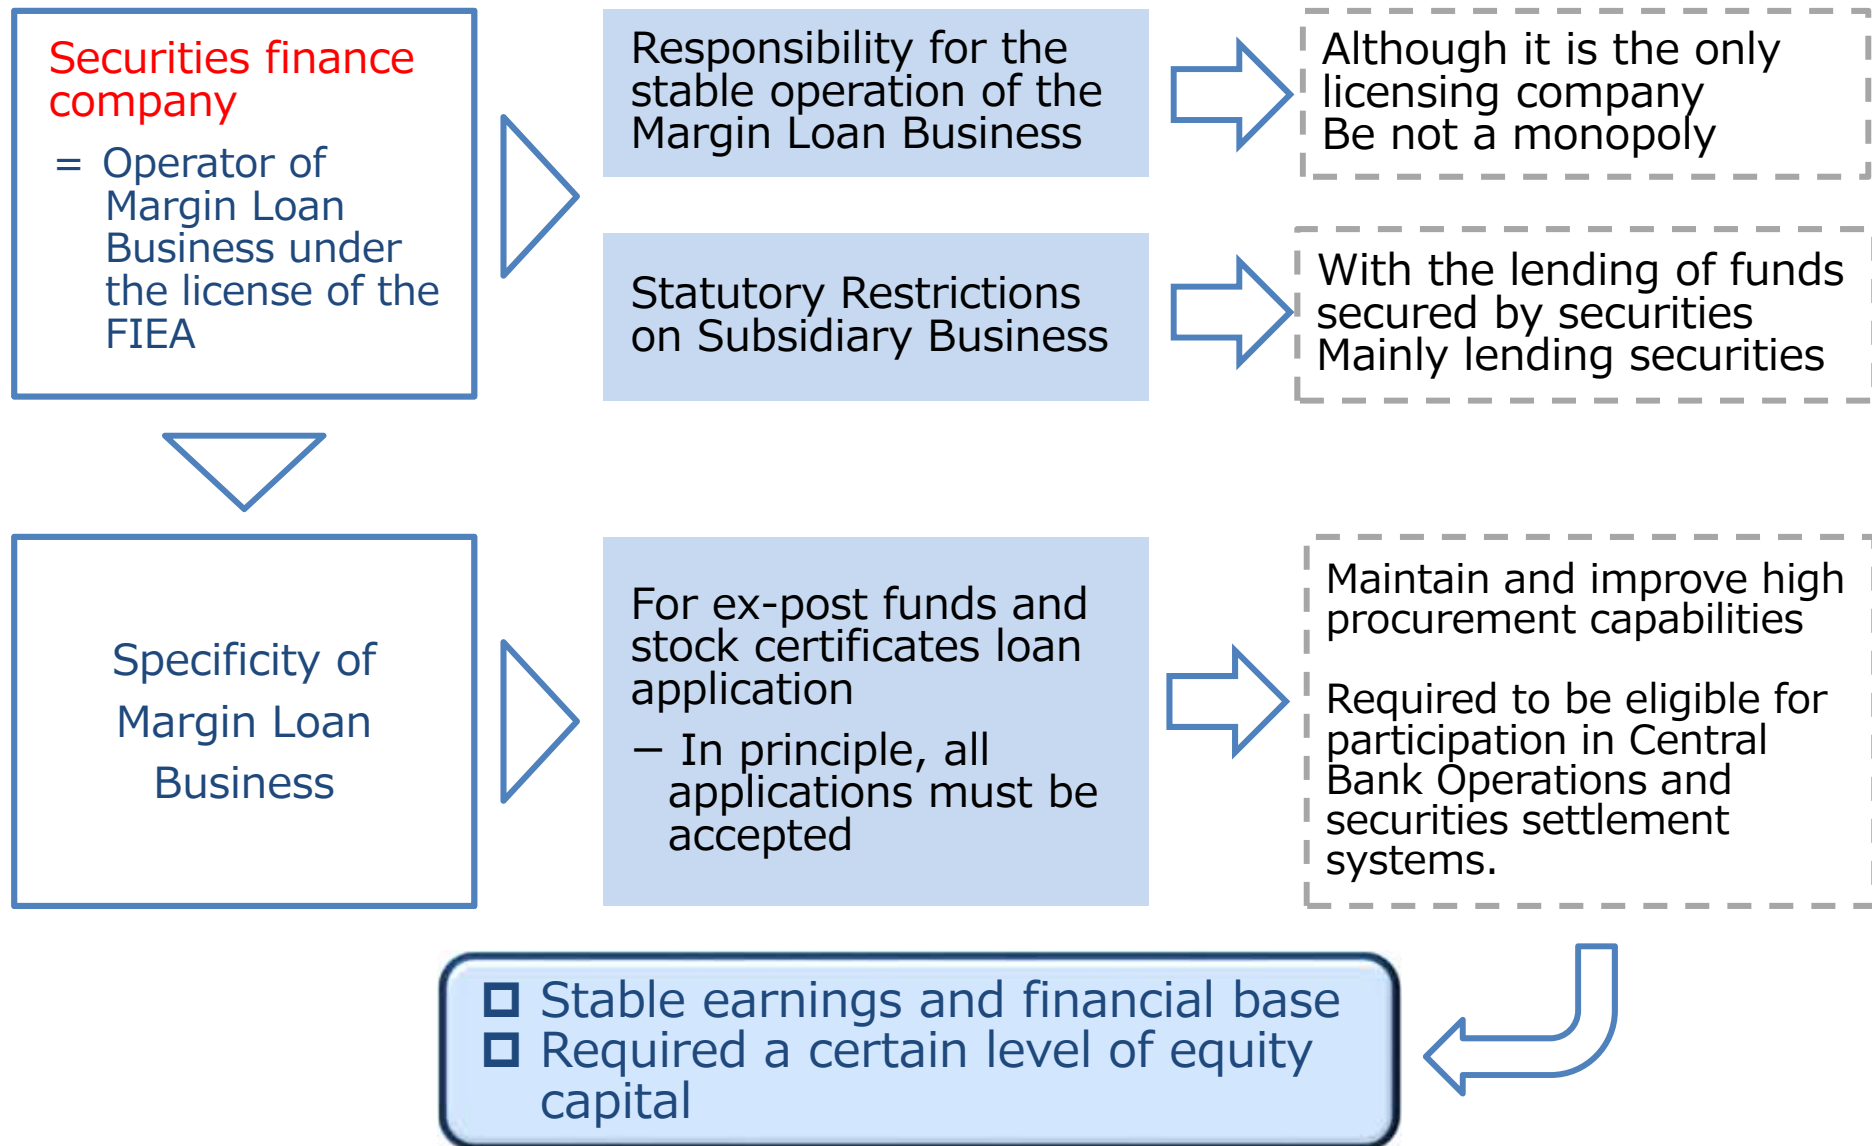 Securities finance
company
= Operator of
Margin Loan
Business under
the license of the
FIEA
Responsibility for the
stable operation of the
Margin Loan Business
Although it is the only
licensing company
Be not a monopoly
Statutory Restrictions
on Subsidiary Business
With the lending of funds
secured by securities
Mainly lending securities
Specificity of
Margin Loan
Business
For ex-post funds and
stock certificates loan
application
− In principle, all
applications must be
accepted
Maintain and improve high
procurement capabilities
Required to be eligible for
participation in Central
Bank Operations and
securities settlement
systems.
❑ Stable earnings and financial base
❑ Required a certain level of equity
capital